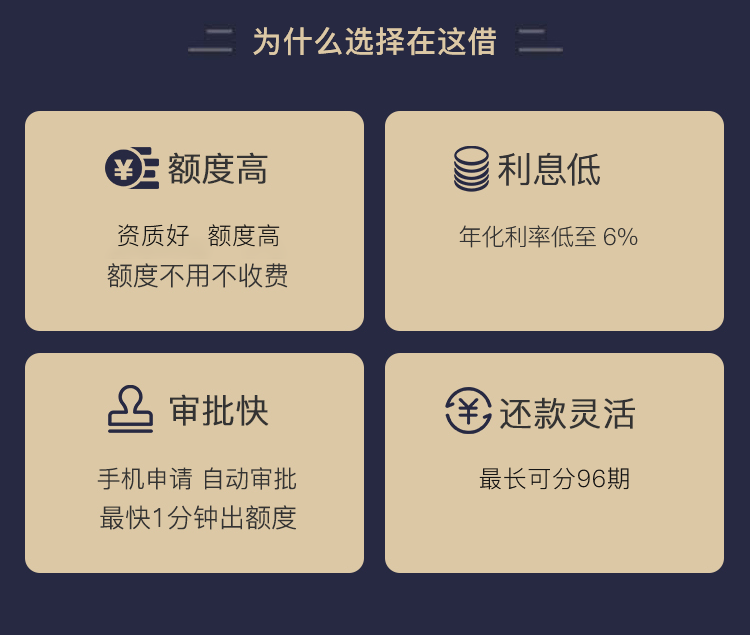 为什么选择在这借
额度高
资质好 额度高
额度不用不收费
利息低
年化利率低至 6%
审批快
手机申请 自动审批
最快1分钟出额度
还款灵活
最长可分96期